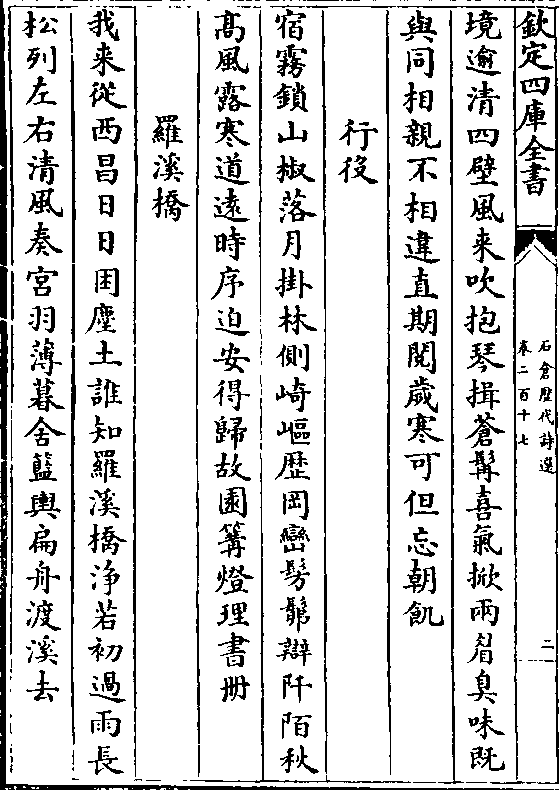 欽定四庫全書
石倉歴代詩選
卷二百十七
二
境逾清四壁風来吹抱琴揖蒼髯喜氣掀兩眉臭味既
與同相親不相違直期閱歲寒可但忘朝飢
行役
宿霧鎖山椒落月掛林側崎嶇歴岡巒髣髴辯阡陌秋
髙風露寒道遠時序迫安得歸故園篝燈理書册
羅溪橋
我来從西昌日日困塵土誰知羅溪橋浄若初過雨長
松列左右清風奏宮羽薄暮舍籃輿扁舟渡溪去